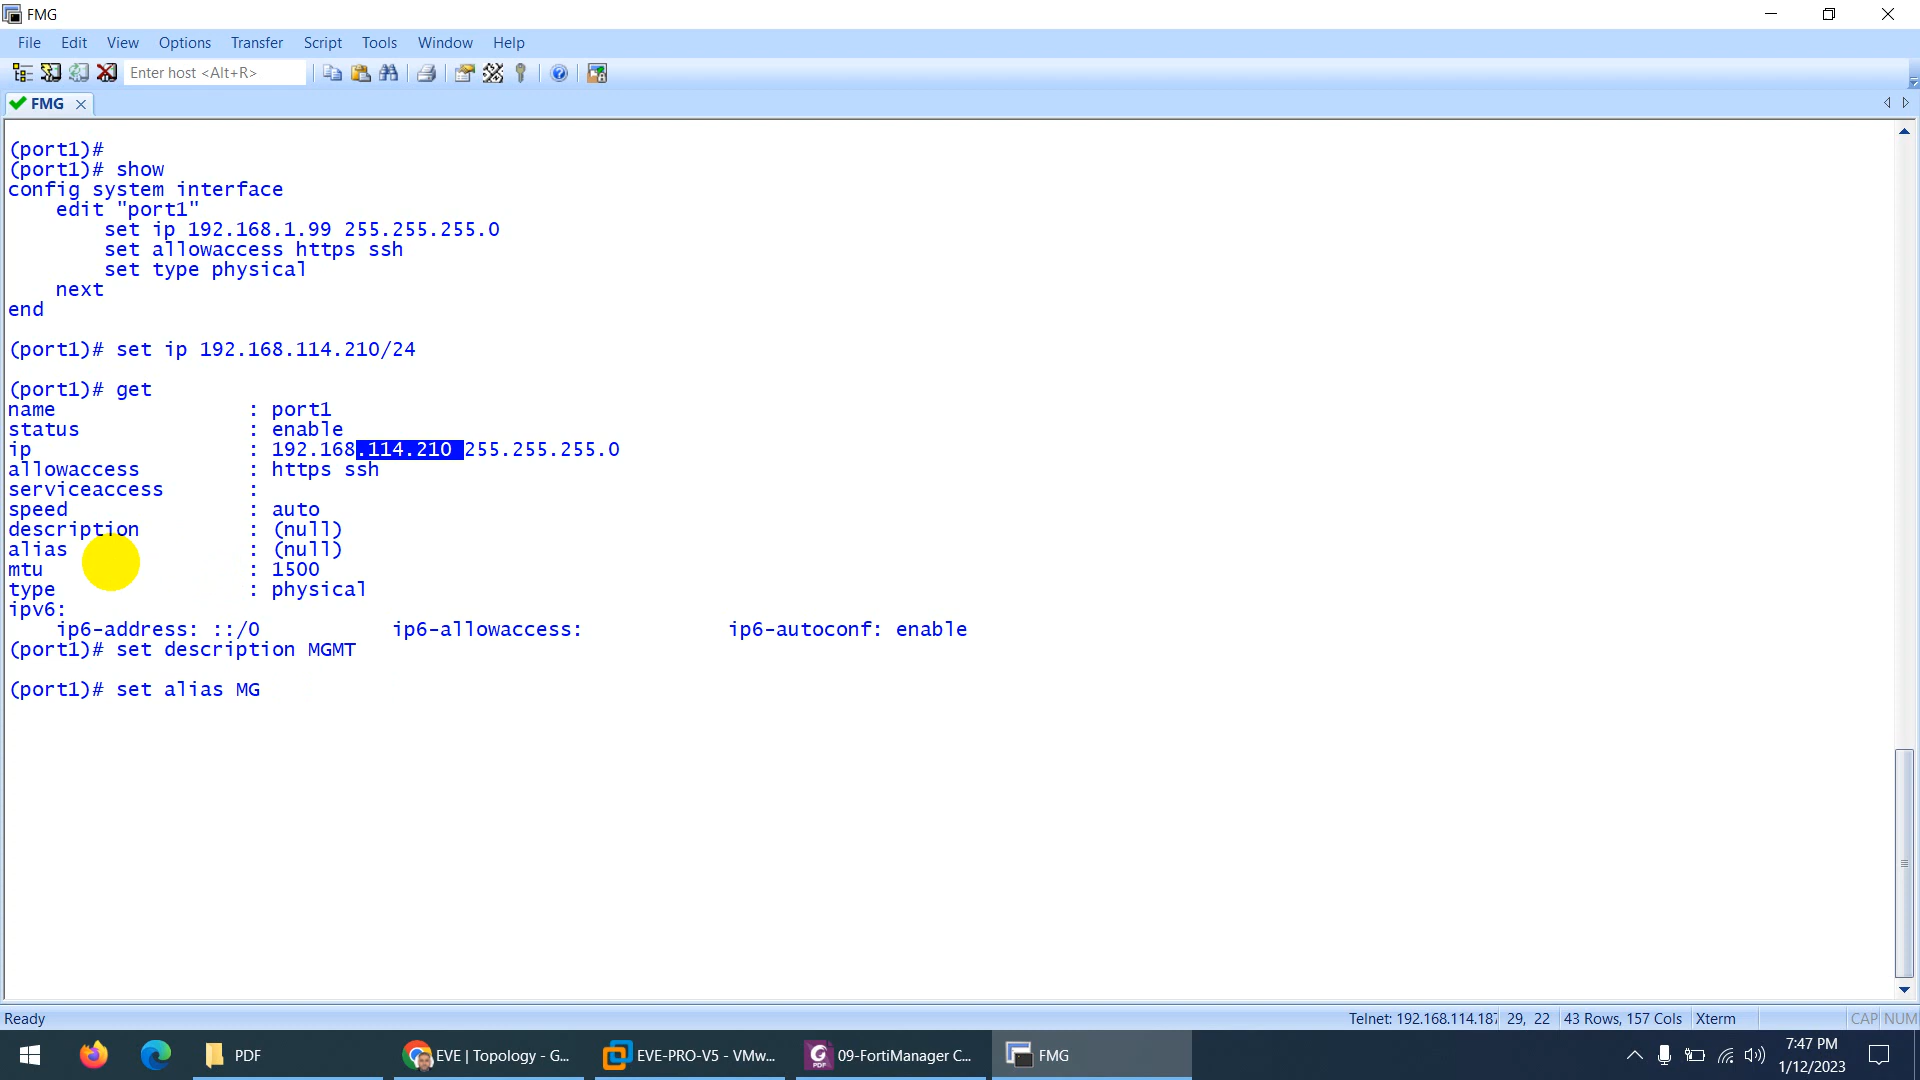 FMG
File Edit View Options Transfer Script Tools Window Help
Enter host <Alt+R>
FMG
(port1)#
(port1)# show
config system interface
edit "port1"
set ip 192.168.1.99 255.255.255.0
set allowaccess https ssh
set type physical
next
end
(port1)# set ip 192.168.114.210/24
(port1)# get
name : port1
status : enable
ip : 192.168.114.210 255.255.255.0
allowaccess : https ssh
serviceaccess :
speed : auto
description : (null)
alias : (null)
mtu : 1500
type : physical
ipv6:
ip6-address: ::/0 ip6-allowaccess: ip6-autoconf: enable
(port1)# set description MGMT
(port1)# set alias MG
Ready Telnet: 192.168.114.187 29, 22 43 Rows, 157 Cols Xterm CAP NUM
PDF EVE | Topology - G... EVE-PRO-V5 - VMw... 09-FortiManager C... FMG 7:47 PM
1/12/2023